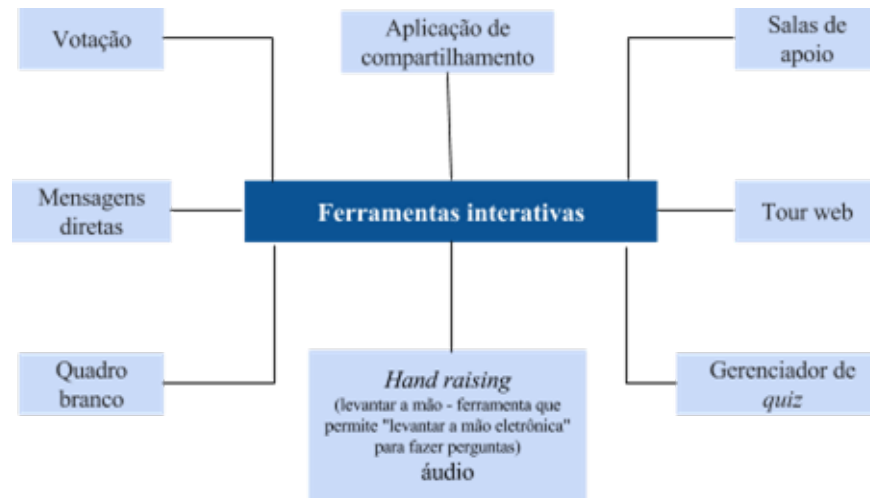 Votação
Aplicação de
compartilhamento
Salas de
apoio
Mensagens
diretas
Ferramentas interativas
Tour web
Quadro
branco
Hand raising
(levantar a mão - ferramenta que
permite "levantar a mão eletrônica"
para fazer perguntas)
áudio
Gerenciador de
quiz